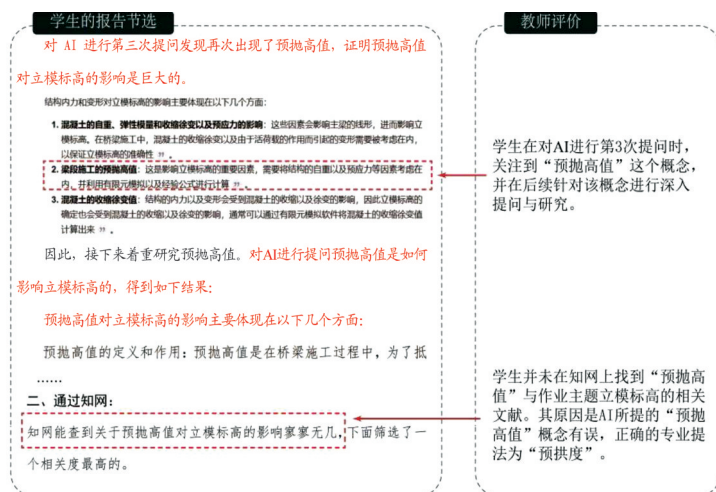 学生的报告节选
对 AI 进行第三次提问发现再次出现了预抛高值，证明预抛高值
对立模标高的影响是巨大的。
结构内力和变形对立模标高的影响主要体现在以下几个方面：
1. 混凝土的自重、弹性模量和收缩徐变以及预应力的影响：这些因素会影响主梁的线形，进而影响立
模标高。在桥梁施工中，混凝土的收缩徐变以及由于活荷载的作用而引起的变形需要被考虑在内，
以保证立模标高的准确性 ”。
2. 梁段施工的预抛高值：这是影响立模标高的重要因素，需要将结构的自重以及预应力等因素考虑在
内，并利用有限元模拟以及经验公式进行计算 ”。
3. 混凝土的收缩徐变值：结构的内力以及变形会受到混凝土的收缩以及徐变的影响，因此立模标高的
确定也会受到混凝土的收缩以及徐变的影响，通常可以通过有限元模拟软件将混凝土的收缩徐变值
计算出来 ”。
因此，接下来着重研究预抛高值。对AI进行提问预抛高值是如何
影响立模标高的，得到如下结果：
预抛高值对立模标高的影响主要体现在以下几个方面：
预抛高值的定义和作用：预抛高值是在桥梁施工过程中，为了抵
……
二、通过知网：
知网能查到关于预抛高值对立模标高的影响寥寥无几，下面筛选了一
个相关度最高的。
教师评价
学生在对AI进行第3次提问时，
关注到“预抛高值”这个概念，
并在后续针对该概念进行深入
提问与研究。
学生并未在知网上找到“预抛高
值”与作业主题立模标高的相关
文献。其原因是AI所提的“预抛
高值”概念有误，正确的专业提
法为“预拱度”。